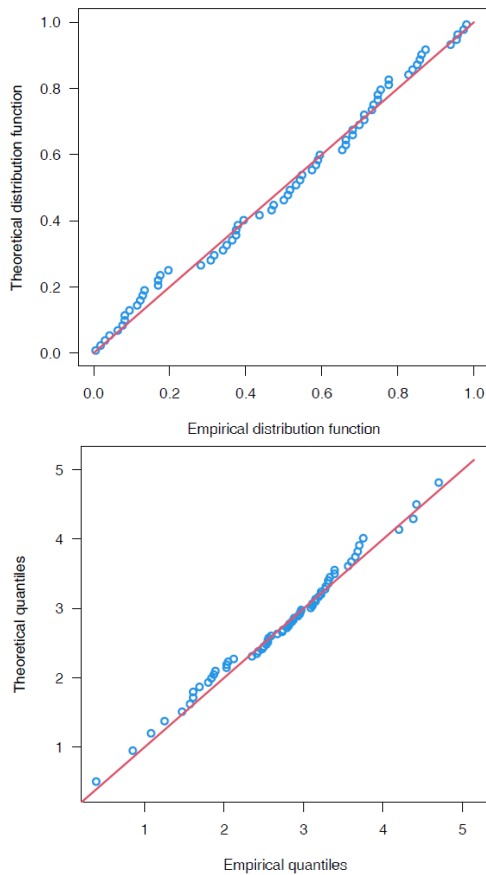 Theoretical distribution function
1.0
0.8
0.6
0.4
0.2
0.0
0.0 0.2 0.4 0.6 0.8 1.0
Empirical distribution function
Theoretical quantiles
5
4
3
2
1
1 2 3 4 5
Empirical quantiles